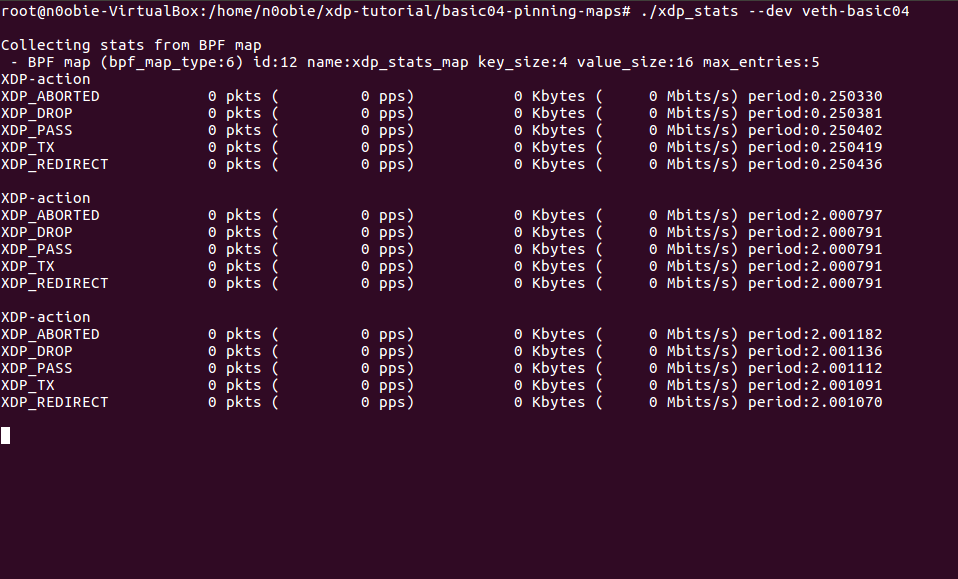 root@n0obie-VirtualBox:/home/n0obie/xdp-tutorial/basic04-pinning-maps# ./xdp_stats --dev veth-basic04

Collecting stats from BPF map
 - BPF map (bpf_map_type:6) id:12 name:xdp_stats_map key_size:4 value_size:16 max_entries:5
XDP-action
XDP_ABORTED            0 pkts (         0 pps)           0 Kbytes (     0 Mbits/s) period:0.250330
XDP_DROP               0 pkts (         0 pps)           0 Kbytes (     0 Mbits/s) period:0.250381
XDP_PASS               0 pkts (         0 pps)           0 Kbytes (     0 Mbits/s) period:0.250402
XDP_TX                 0 pkts (         0 pps)           0 Kbytes (     0 Mbits/s) period:0.250419
XDP_REDIRECT           0 pkts (         0 pps)           0 Kbytes (     0 Mbits/s) period:0.250436

XDP-action
XDP_ABORTED            0 pkts (         0 pps)           0 Kbytes (     0 Mbits/s) period:2.000797
XDP_DROP               0 pkts (         0 pps)           0 Kbytes (     0 Mbits/s) period:2.000791
XDP_PASS               0 pkts (         0 pps)           0 Kbytes (     0 Mbits/s) period:2.000791
XDP_TX                 0 pkts (         0 pps)           0 Kbytes (     0 Mbits/s) period:2.000791
XDP_REDIRECT           0 pkts (         0 pps)           0 Kbytes (     0 Mbits/s) period:2.000791

XDP-action
XDP_ABORTED            0 pkts (         0 pps)           0 Kbytes (     0 Mbits/s) period:2.001182
XDP_DROP               0 pkts (         0 pps)           0 Kbytes (     0 Mbits/s) period:2.001136
XDP_PASS               0 pkts (         0 pps)           0 Kbytes (     0 Mbits/s) period:2.001112
XDP_TX                 0 pkts (         0 pps)           0 Kbytes (     0 Mbits/s) period:2.001091
XDP_REDIRECT           0 pkts (         0 pps)           0 Kbytes (     0 Mbits/s) period:2.001070